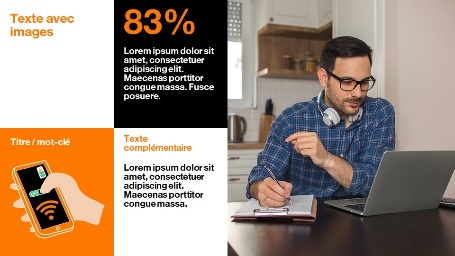 Texte avec
images
83%
Lorem ipsum dolor sit
amet, consectetuer
adipiscing elit.
Maecenas porttitor
congue massa. Fusce
posuere.
Titre / mot-clé
Texte
complémentaire
Lorem ipsum dolor sit
amet, consectetuer
adipiscing elit.
Maecenas porttitor
congue massa.